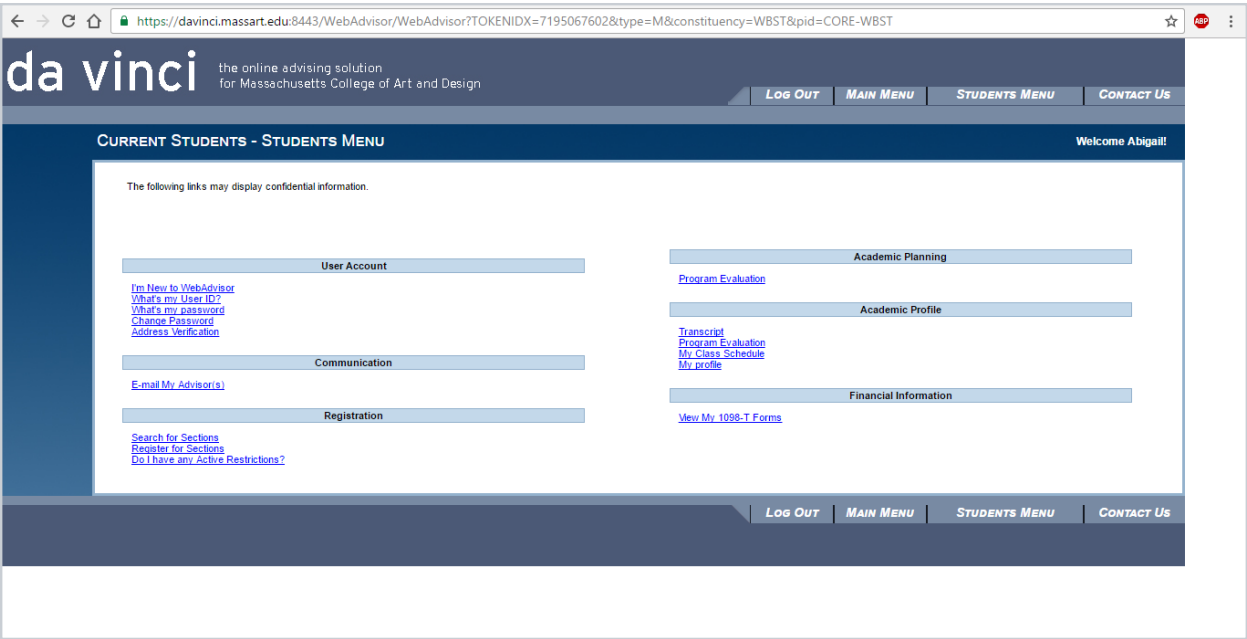 https://davinci.massart.edu:8443/WebAdvisor/WebAdvisor?TOKENIDX=7195067602&type=M&constituency=WBST&pid=CORE-WBST
ABP
da vinci
the online advising solution
for Massachusetts College of Art and Design
Log Out Main Menu Students Menu Contact Us
Current Students - Students Menu
Welcome Abigail!
The following links may display confidential information.
User Account
I'm New to WebAdvisor
What's my User ID?
What's my password
Change Password
Address Verification
Communication
E-mail My Advisor(s)
Registration
Search for Sections
Register for Sections
Do I have any Active Restrictions?
Academic Planning
Program Evaluation
Academic Profile
Transcript
Program Evaluation
My Class Schedule
My profile
Financial Information
View My 1098-T Forms
Log Out Main Menu Students Menu Contact Us